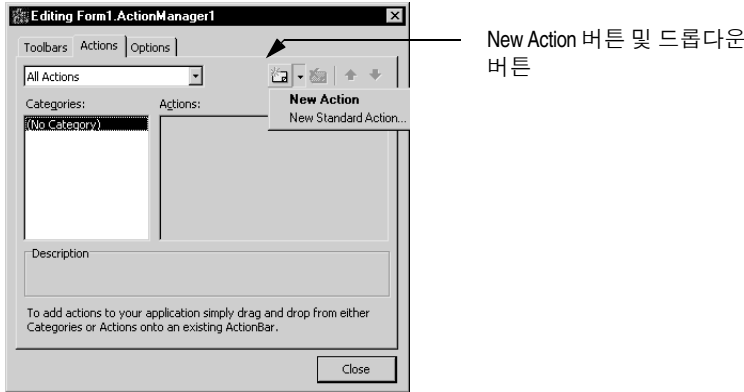 Editing Form1.ActionManager1
Toolbars Actions Options
New Action 버튼 및 드롭다운
버튼
All Actions
New Action
New Standard Action...
Categories: Actions:
(No Category)
Description
To add actions to your application simply drag and drop from either
Categories or Actions onto an existing ActionBar.
Close